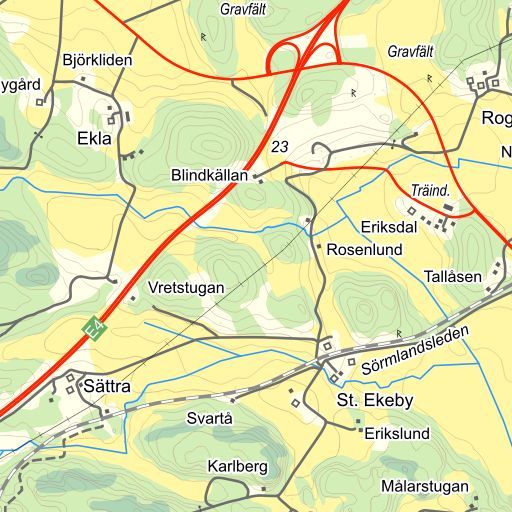 Gravfält
Gravfält
Björkliden
ygård
Rog
Ekla
23
N
Blindkällan
Träind.
Eriksdal
Rosenlund
Tallåsen
Vretstugan
E4
Sörmlandsleden
Sättra
St. Ekeby
Svartå
Erikslund
Karlberg
Målarstugan